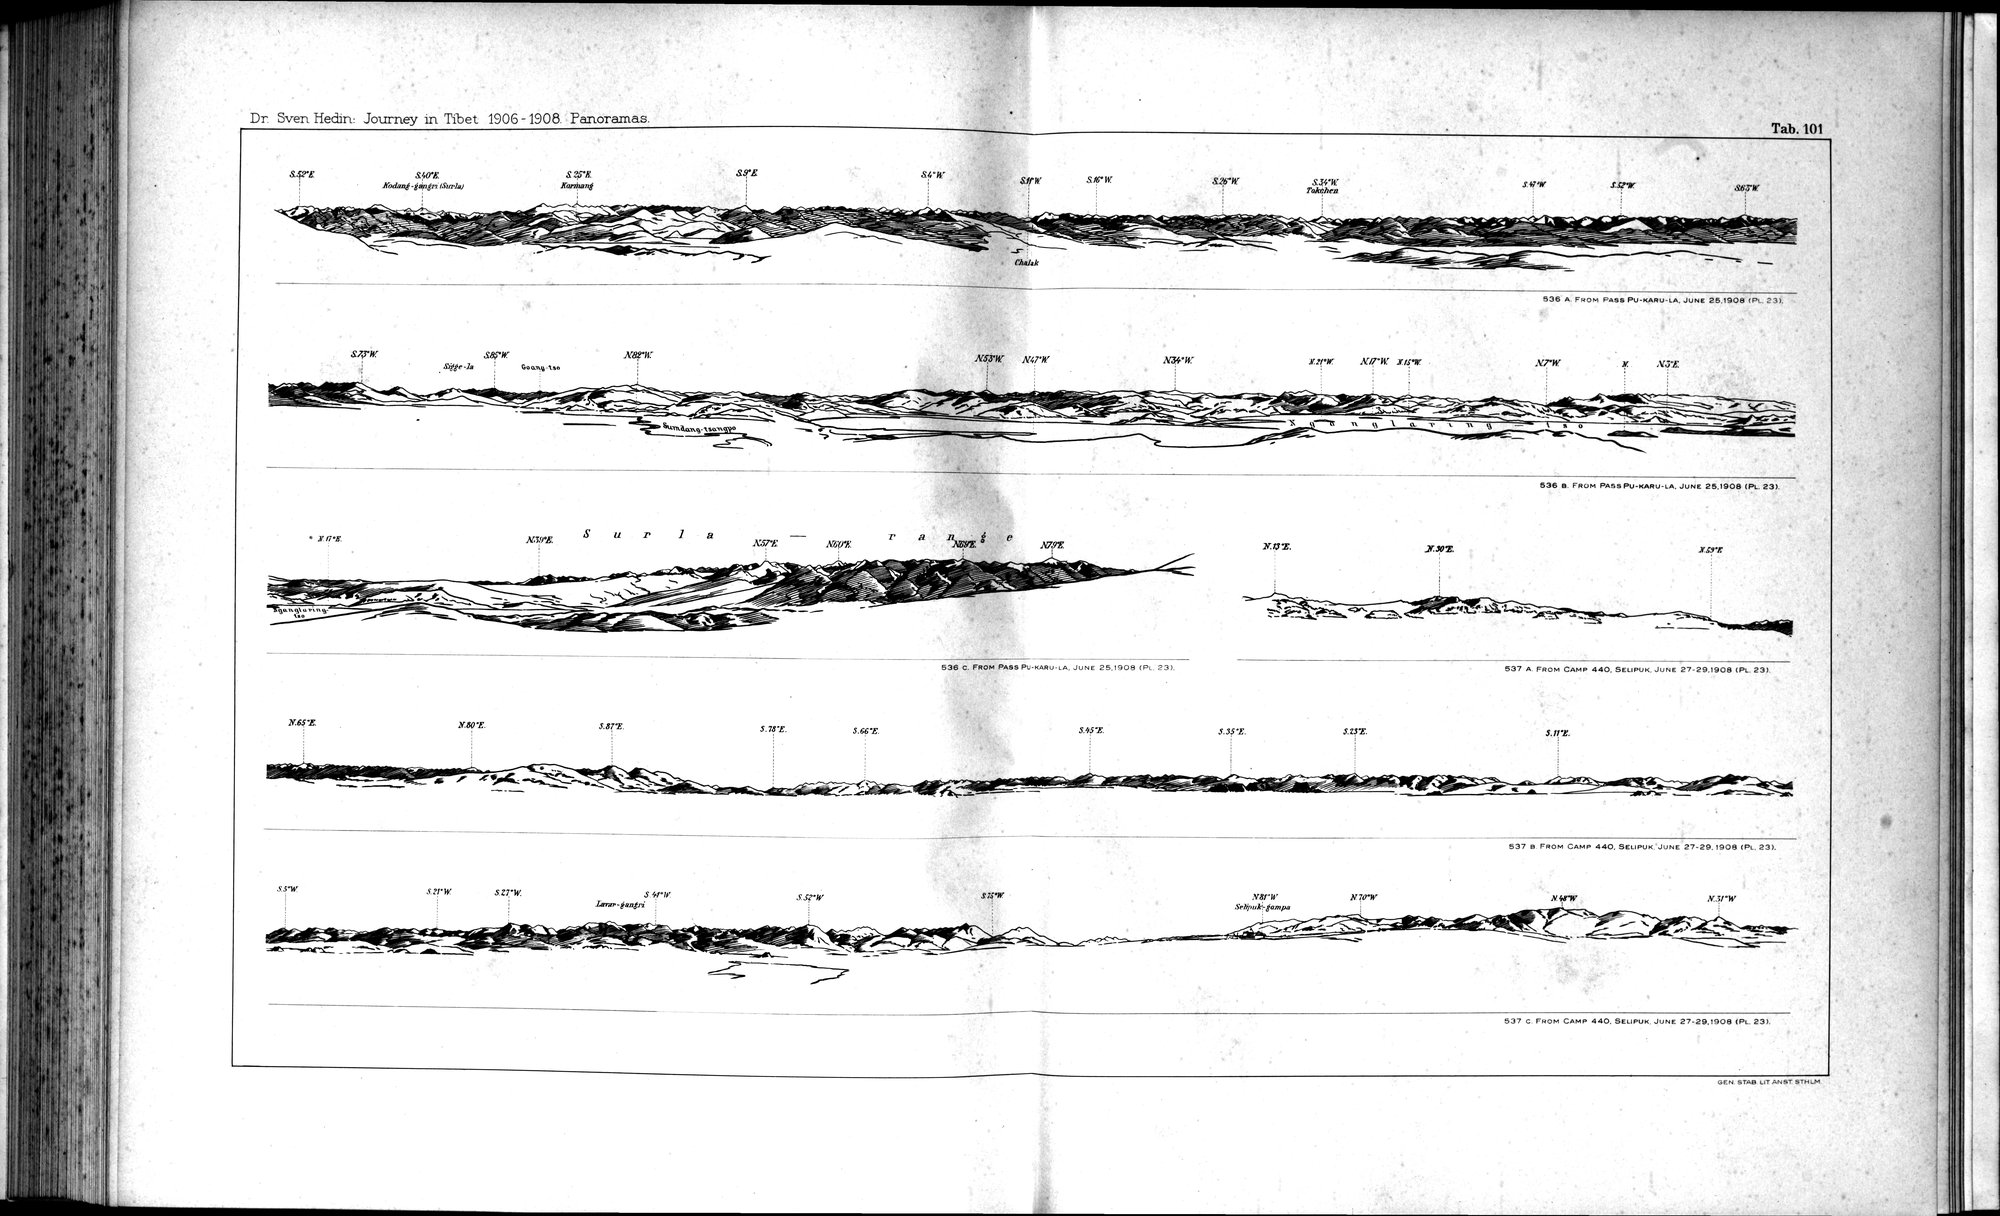 Dr. Sven Hedin: Journey in Tibet 1906-1908. Panoramas.
Tab. 101
S.52°E. S.40°E. S.25°E. S.9°E. S.4°W. S.11°W. S.16°W. S.26°W. S.34°W. S.47°W. S.52°W. S.63°W.
Kodang-gangri (Surla) Karmang Tokchen
Chalak
536 A. FROM PASS PU-KARU-LA, JUNE 25, 1908 (PL. 23).
S.73°W. S.85°W. N.82°W. N.53°W. N.47°W. N.34°W. N.21°W. N.17°W. N.15°W. N.7°W. N. N.3°E.
Sigge-la Goang-tso
Sumdang-tsangpo Nganglaring-tso
536 B. FROM PASS PU-KARU-LA, JUNE 25, 1908 (PL. 23).
Surla — range
N.17°E. N.39°E. N.57°E. N.60°E. N.69°E. N.79°E. N.13°E. N.30°E. N.59°E.
Nganglaring-
tso
536 C. FROM PASS PU-KARU-LA, JUNE 25, 1908 (PL. 23).
537 A. FROM CAMP 440, SELIPUK, JUNE 27-29, 1908 (PL. 23).
N.65°E. N.80°E. S.87°E. S.78°E. S.66°E. S.45°E. S.35°E. S.23°E. S.11°E.
537 B. FROM CAMP 440, SELIPUK, JUNE 27-29, 1908 (PL. 23).
S.5°W. S.21°W. S.27°W. S.41°W. S.52°W. S.75°W. N.81°W. N.70°W. N.48°W. N.31°W.
Lavar-gangri Selipuk-gompa
537 C. FROM CAMP 440, SELIPUK, JUNE 27-29, 1908 (PL. 23).
GEN. STAB. LIT. ANST. STHLM.